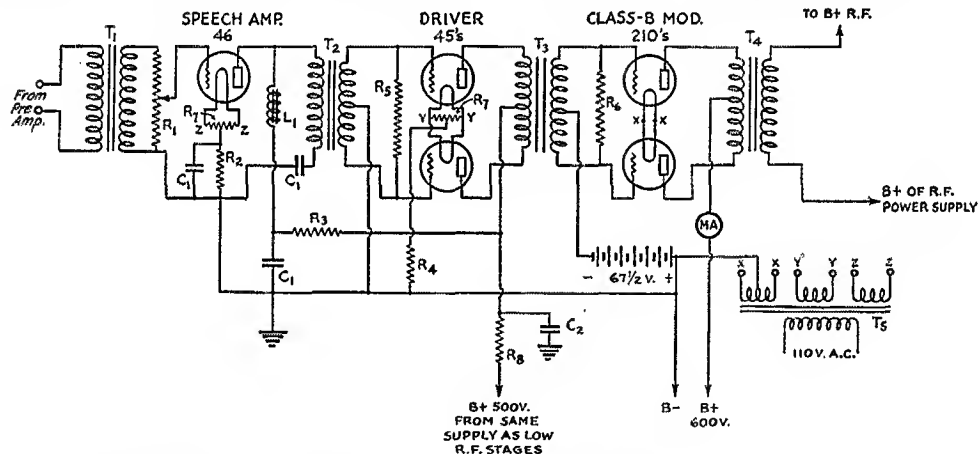 SPEECH AMP.
46
DRIVER
45's
CLASS-B MOD.
210's
TO B+ R.F.
T1
T2
T3
T4
From
Pre
Amp.
R1
R7
Z Z
L1
R5
R7
Y Y
R6
X X
C1
R2
C1
B+ OF R.F.
POWER SUPPLY
R3
MA
C1
R4
- 67½ V. +
X X Y Y Z Z
T5
C2
R8
110 V. A.C.
B+ 500V.
FROM SAME
SUPPLY AS LOW
R.F. STAGES
B-
B+
600V.